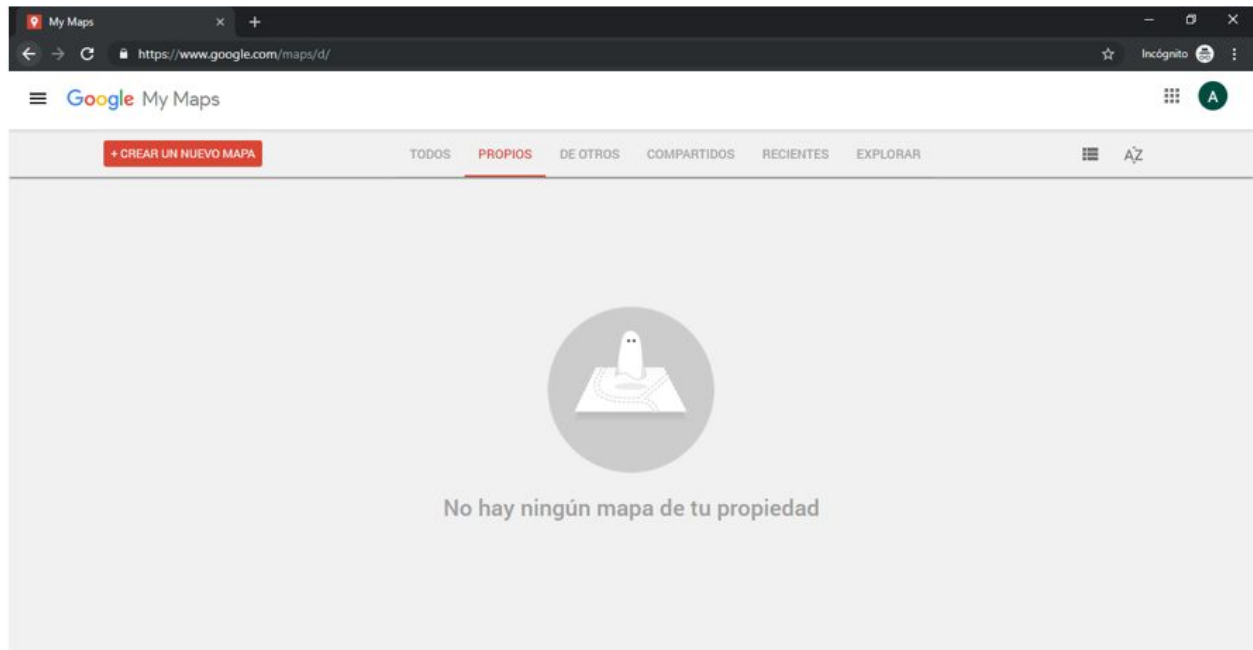 My Maps
https://www.google.com/maps/d/
Incógnito
Google My Maps
A
+ CREAR UN NUEVO MAPA
TODOS
PROPIOS
DE OTROS
COMPARTIDOS
RECIENTES
EXPLORAR
AZ
No hay ningún mapa de tu propiedad